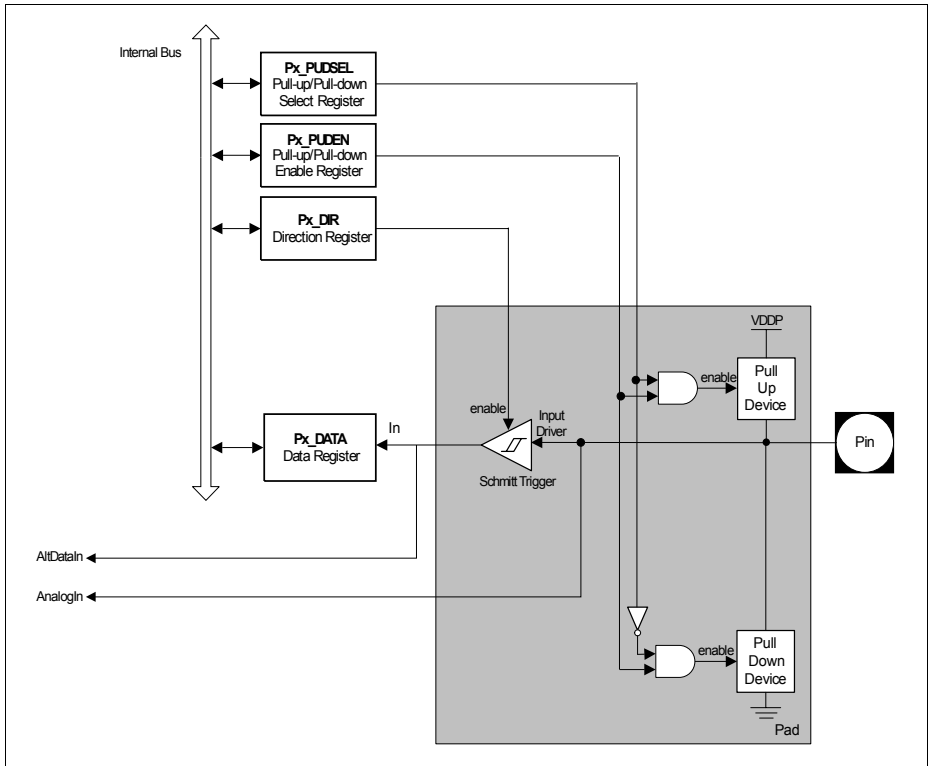 Internal Bus
Px_PUDSEL
Pull-up/Pull-down
Select Register
Px_PUDEN
Pull-up/Pull-down
Enable Register
Px_DIR
Direction Register
VDDP
Pull
Up
Device
enable
enable
Input
Driver
In
Px_DATA
Data Register
Schmitt Trigger
Pin
AltDataIn
AnalogIn
enable
Pull
Down
Device
Pad